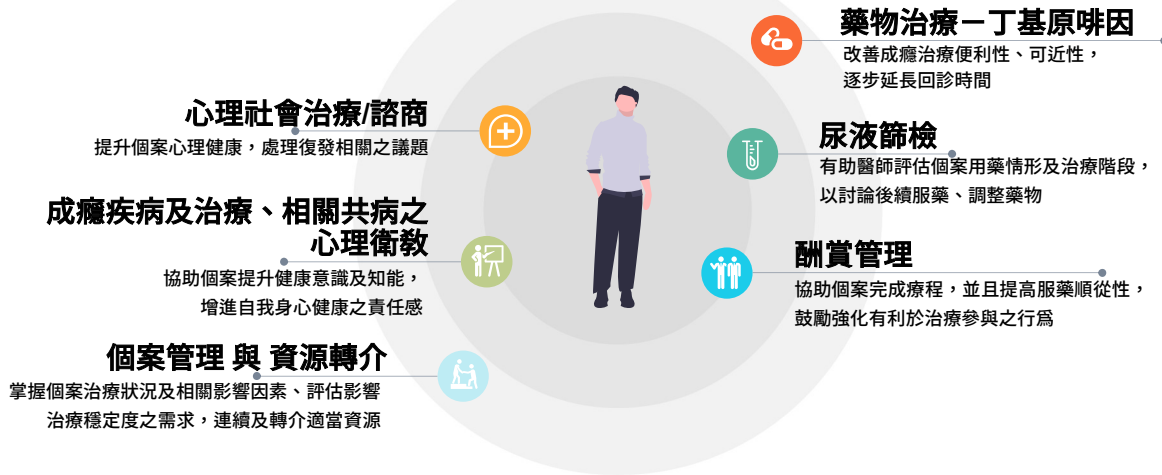 藥物治療－丁基原啡因
改善成癮治療便利性、可近性，
逐步延長回診時間
心理社會治療/諮商
提升個案心理健康，處理復發相關之議題
尿液篩檢
有助醫師評估個案用藥情形及治療階段，
以討論後續服藥、調整藥物
成癮疾病及治療、相關共病之
心理衛教
協助個案提升健康意識及知能，
增進自我身心健康之責任感
酬賞管理
協助個案完成療程，並且提高服藥順從性，
鼓勵強化有利於治療參與之行為
個案管理 與 資源轉介
掌握個案治療狀況及相關影響因素、評估影響
治療穩定度之需求，連續及轉介適當資源